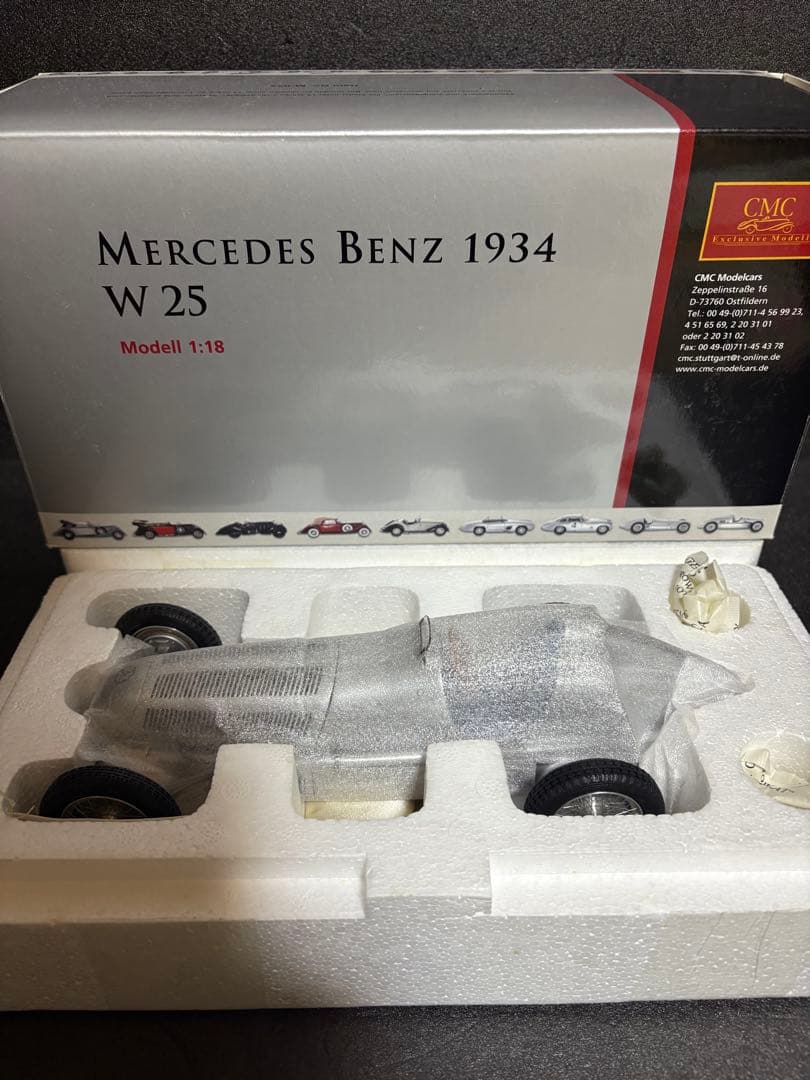 MERCEDES BENZ 1934
W 25
Modell 1:18
CMC
Exclusive Modell
CMC Modelcars
Zeppelinstraße 16
D-73760 Ostfildern
Tel.: 00 49-(0)711-4 56 99 23,
4 51 65 69, 2 20 31 01
oder 2 20 31 02
Fax: 00 49-(0)711-45 43 78
cmc.stuttgart@t-online.de
www.cmc-modelcars.de